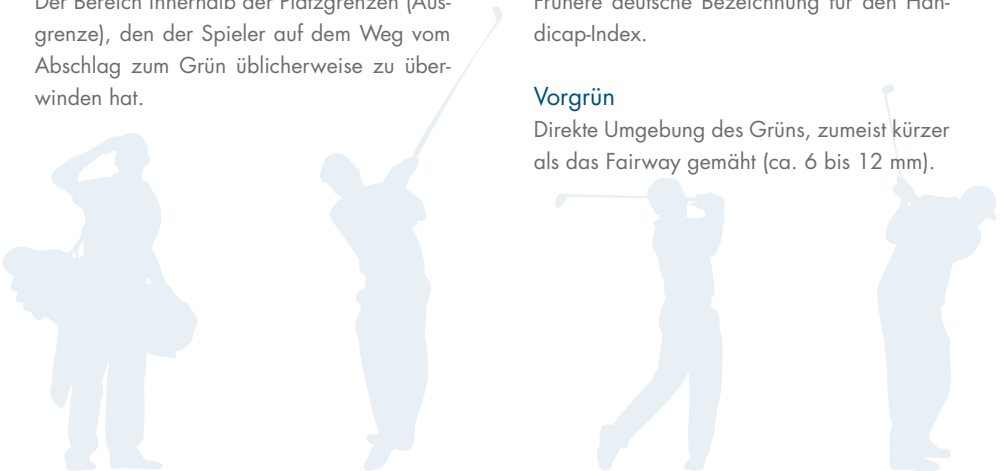 Der Bereich innerhalb der Platzgrenzen (Aus-
grenze), den der Spieler auf dem Weg vom
Abschlag zum Grün üblicherweise zu über-
winden hat.
Frühere deutsche Bezeichnung für den Han-
dicap-Index.
Vorgrün
Direkte Umgebung des Grüns, zumeist kürzer
als das Fairway gemäht (ca. 6 bis 12 mm).